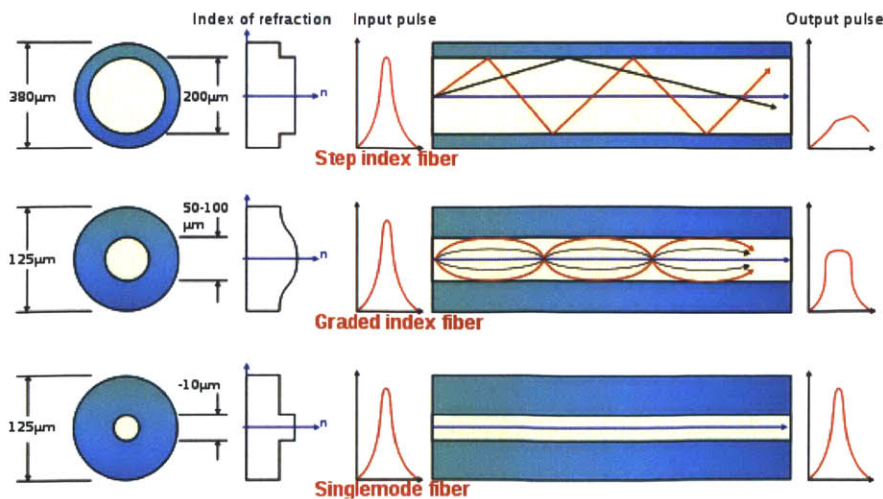 Index of refraction Input pulse Output pulse
380µm 200µm n
Step index fiber
50-100
µm
125µm n
Graded index fiber
-10µm
125µm n
Singlemode fiber